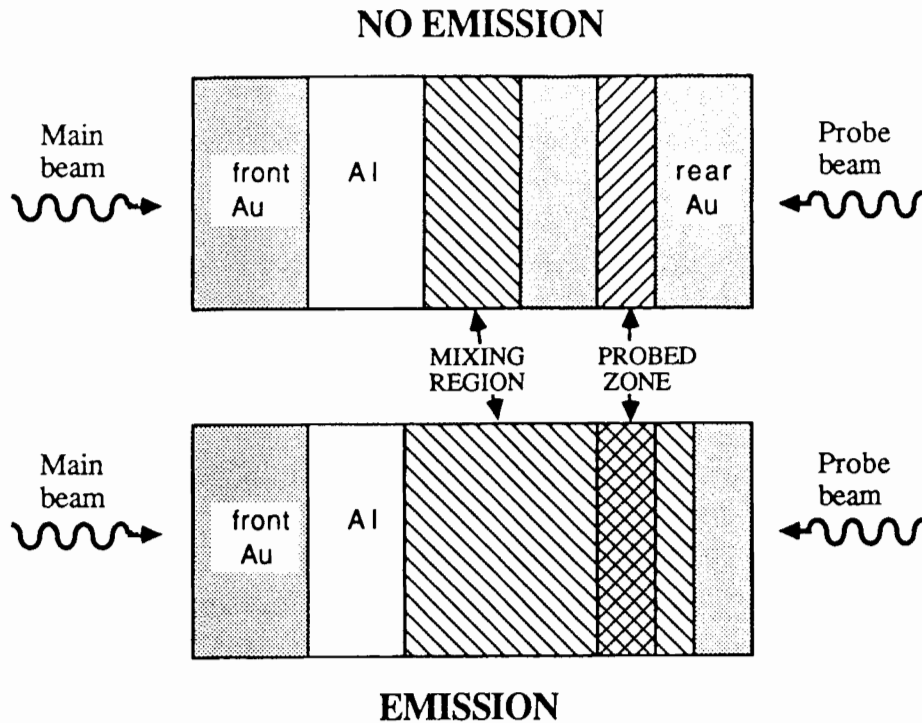 NO EMISSION
Main
beam
front
Au
Al
rear
Au
Probe
beam
MIXING
REGION
PROBED
ZONE
Main
beam
front
Au
Al
Probe
beam
EMISSION